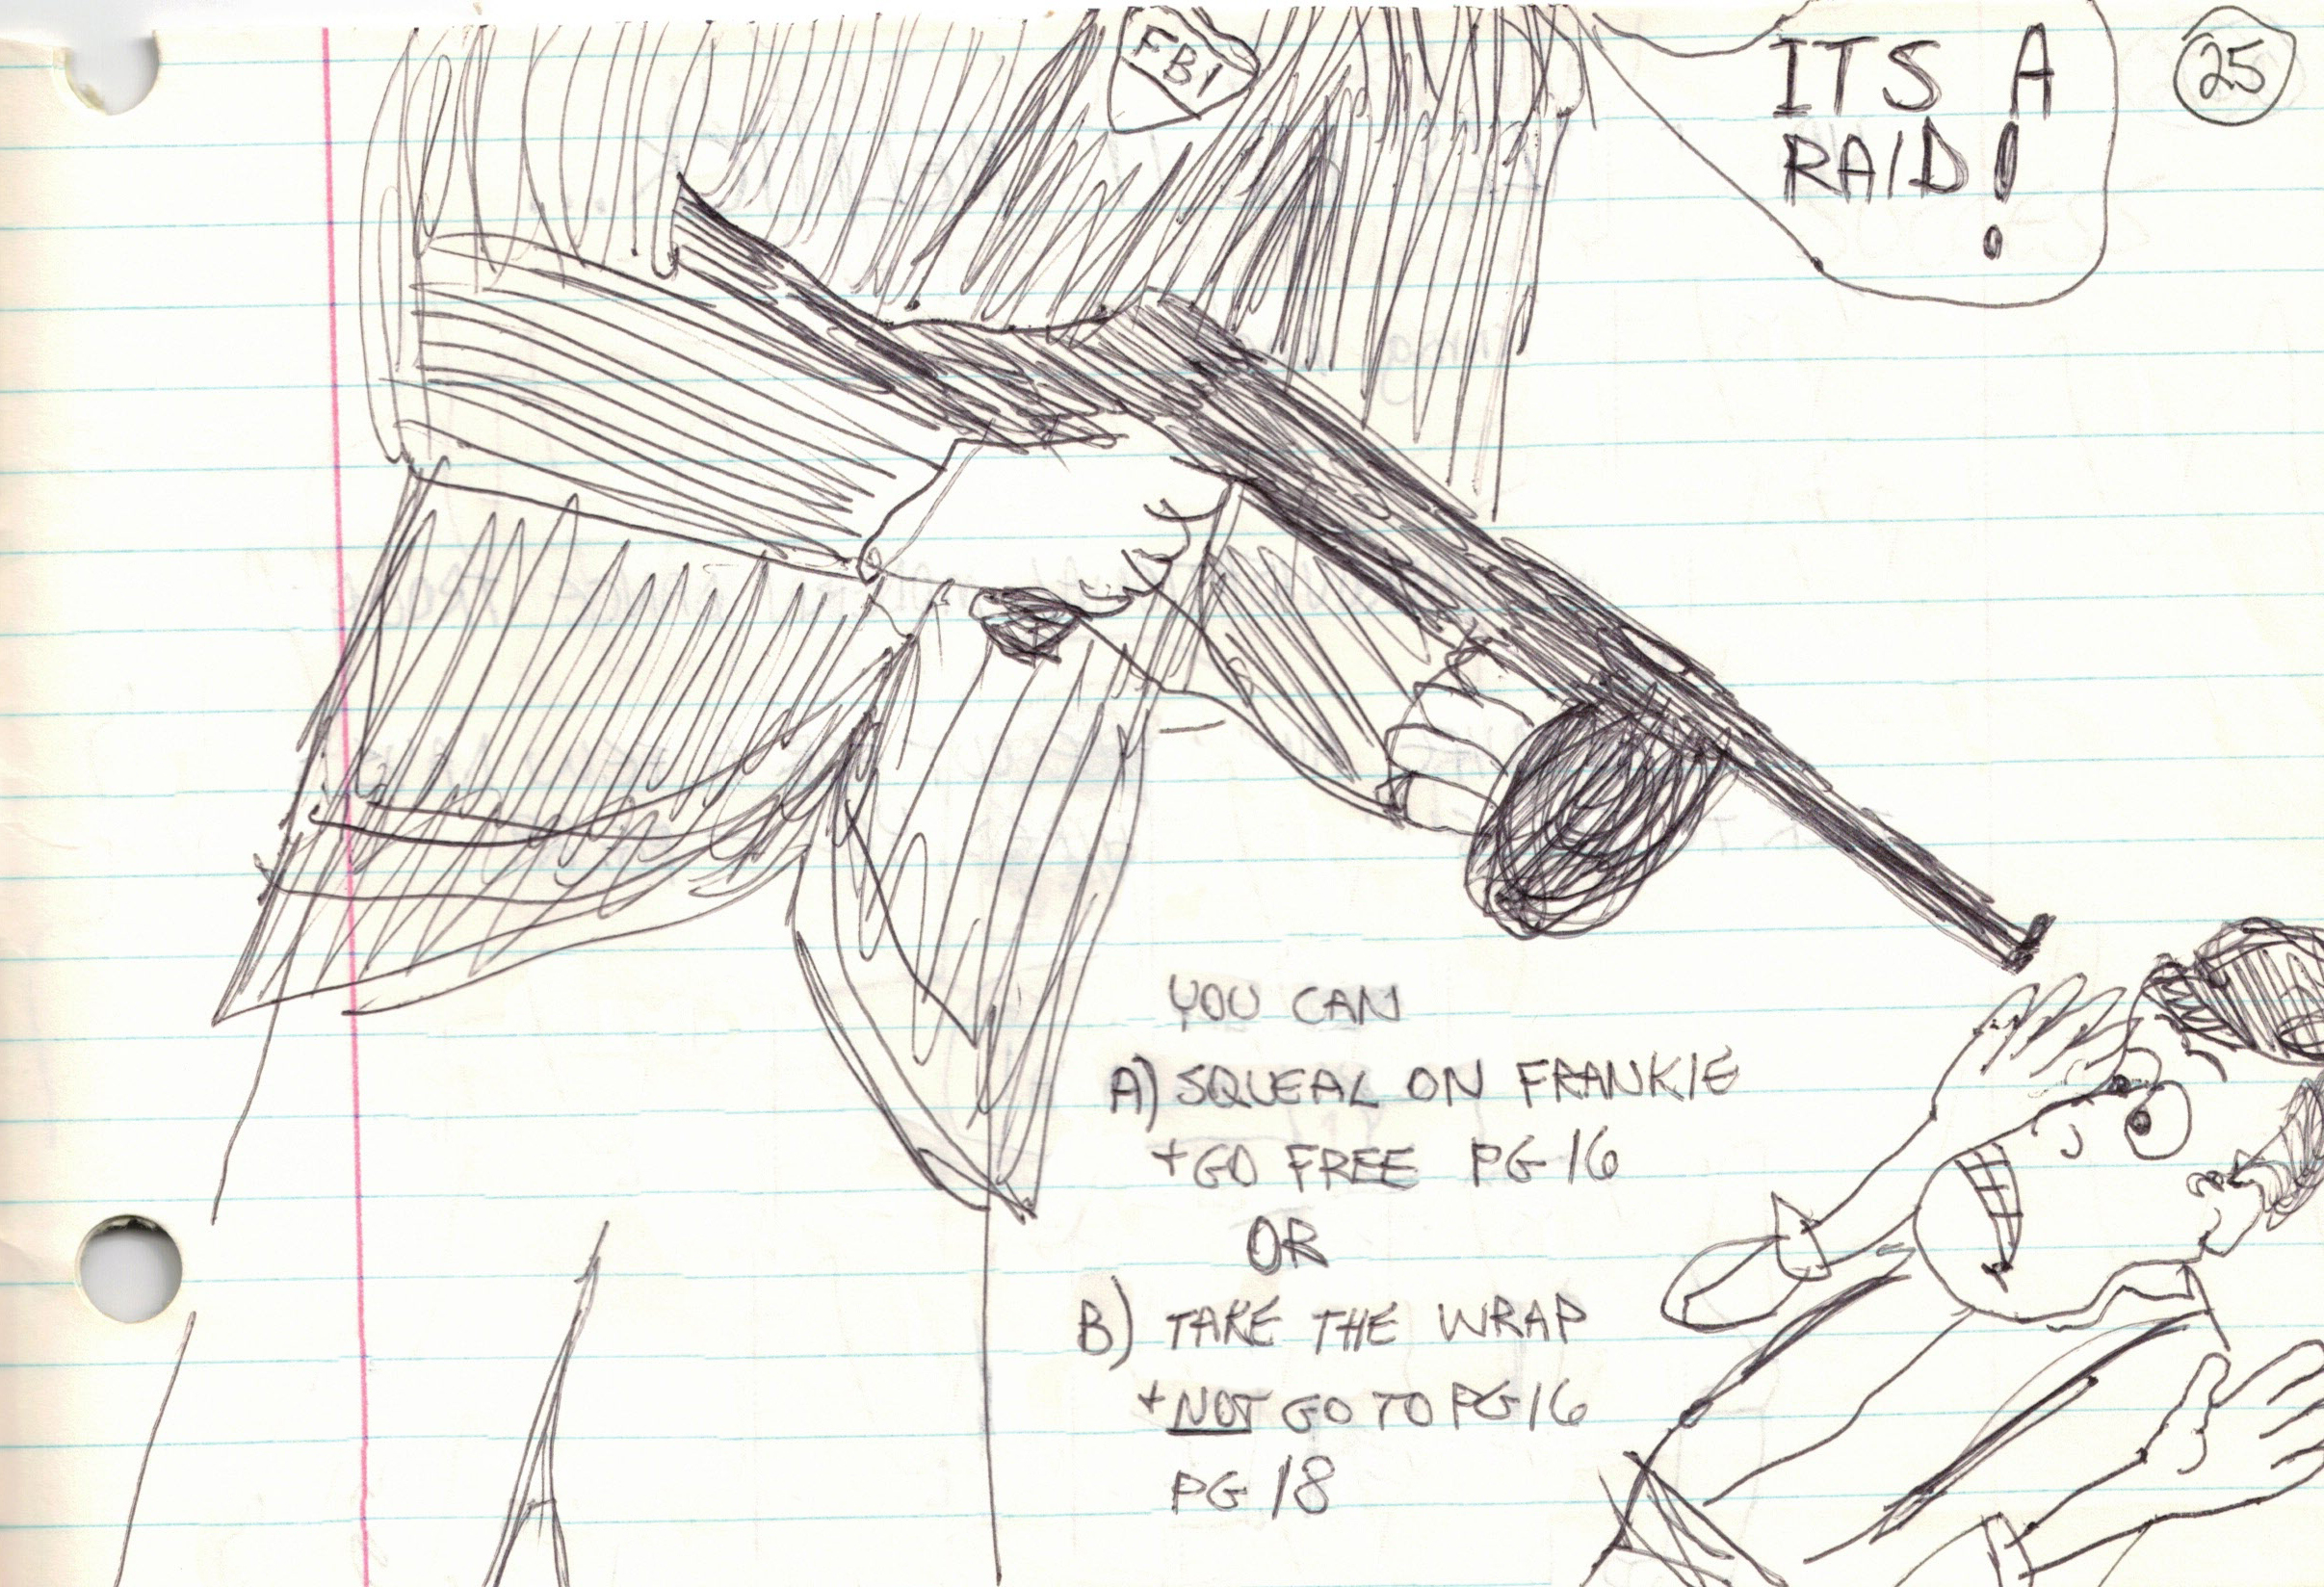 FBI
ITS A
RAID!
25
YOU CAN
A) SQUEAL ON FRANKIE
+ GO FREE PG 16
OR
B) TAKE THE WRAP
+ NOT GO TO PG 16
PG 18